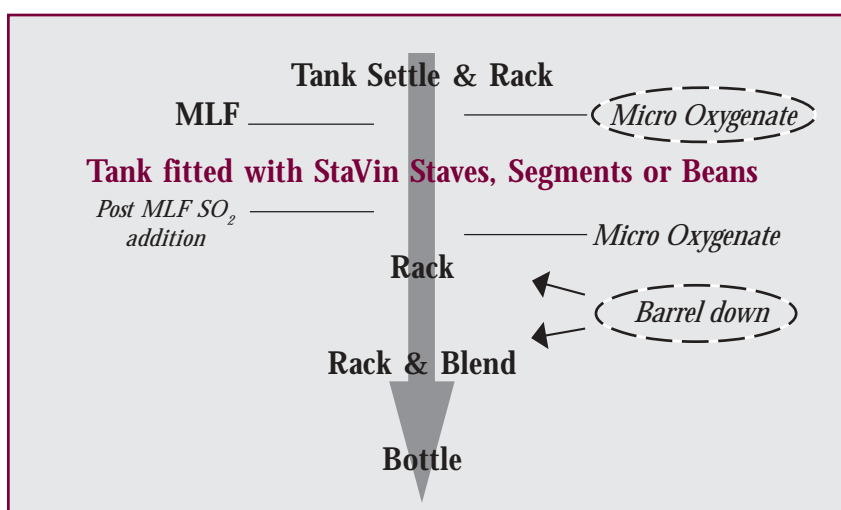 Tank Settle & Rack
MLF
Micro Oxygenate
Tank fitted with StaVin Staves, Segments or Beans
Post MLF SO₂
addition
Micro Oxygenate
Rack
Barrel down
Rack & Blend
Bottle